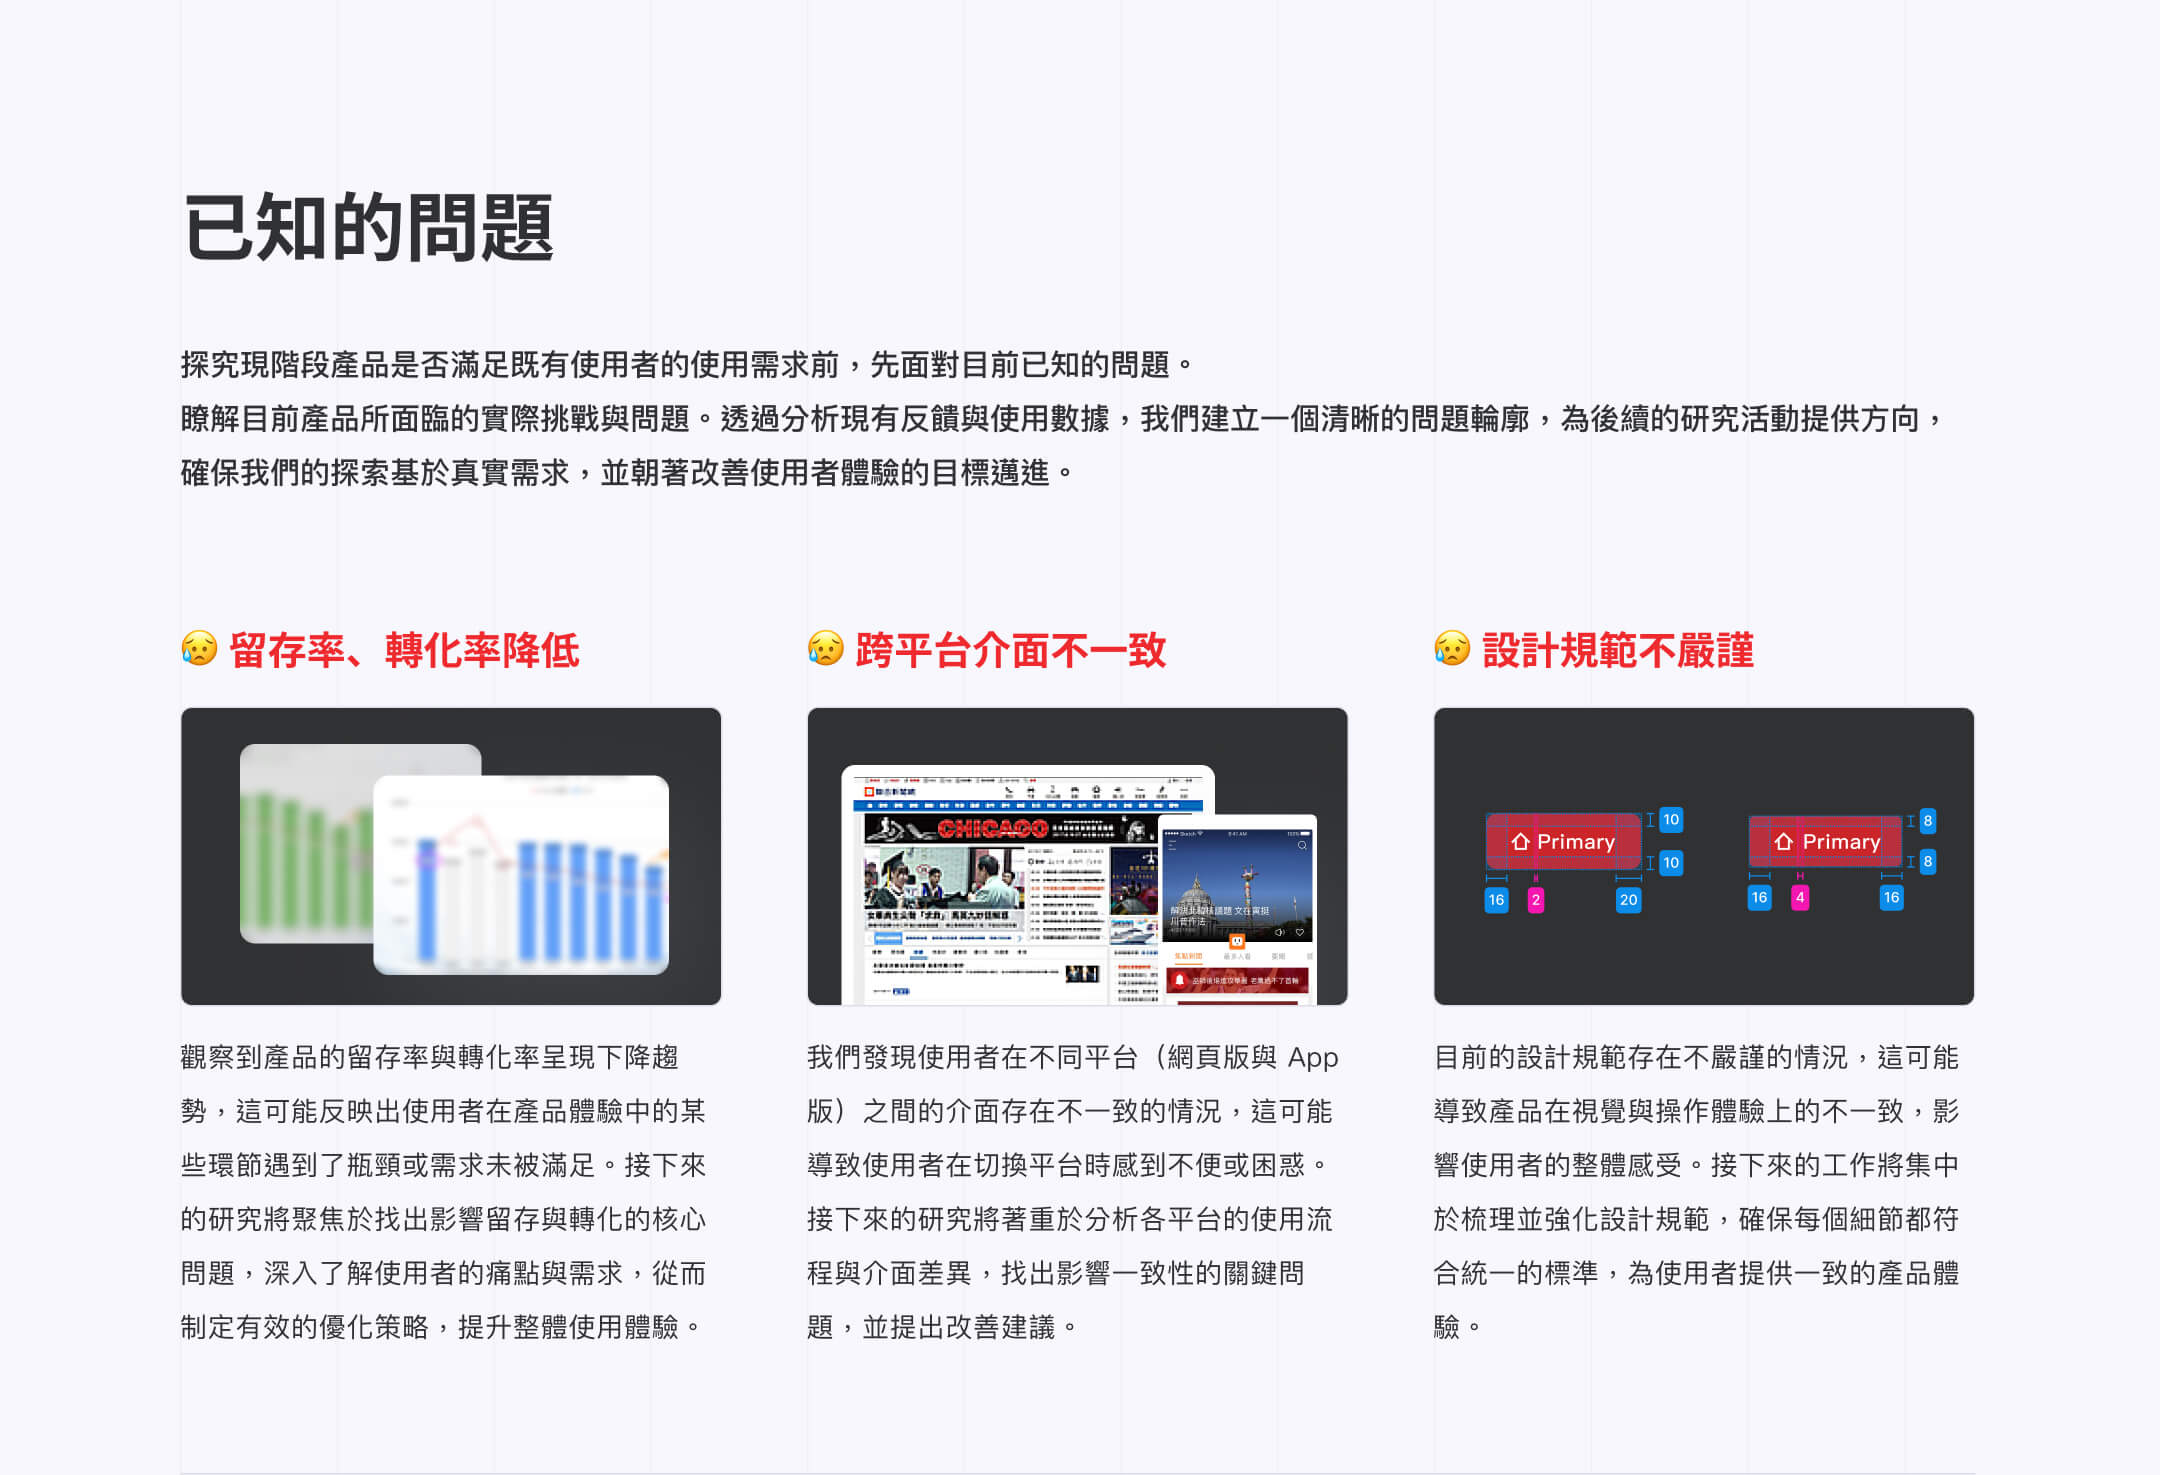 已知的問題
探究現階段產品是否滿足既有使用者的使用需求前，先面對目前已知的問題。
瞭解目前產品所面臨的實際挑戰與問題。透過分析現有反饋與使用數據，我們建立一個清晰的問題輪廓，為後續的研究活動提供方向，
確保我們的探索基於真實需求，並朝著改善使用者體驗的目標邁進。
😥 留存率、轉化率降低
觀察到產品的留存率與轉化率呈現下降趨
勢，這可能反映出使用者在產品體驗中的某
些環節遇到了瓶頸或需求未被滿足。接下來
的研究將聚焦於找出影響留存與轉化的核心
問題，深入了解使用者的痛點與需求，從而
制定有效的優化策略，提升整體使用體驗。
😥 跨平台介面不一致
聯合新聞網
CHICAGO
9:41 AM
100%
川普作法
焦點新聞
最多人看
要聞
我們發現使用者在不同平台（網頁版與 App
版）之間的介面存在不一致的情況，這可能
導致使用者在切換平台時感到不便或困惑。
接下來的研究將著重於分析各平台的使用流
程與介面差異，找出影響一致性的關鍵問
題，並提出改善建議。
😥 設計規範不嚴謹
Primary
10
10
16
2
20
Primary
8
8
16
4
16
目前的設計規範存在不嚴謹的情況，這可能
導致產品在視覺與操作體驗上的不一致，影
響使用者的整體感受。接下來的工作將集中
於梳理並強化設計規範，確保每個細節都符
合統一的標準，為使用者提供一致的產品體
驗。